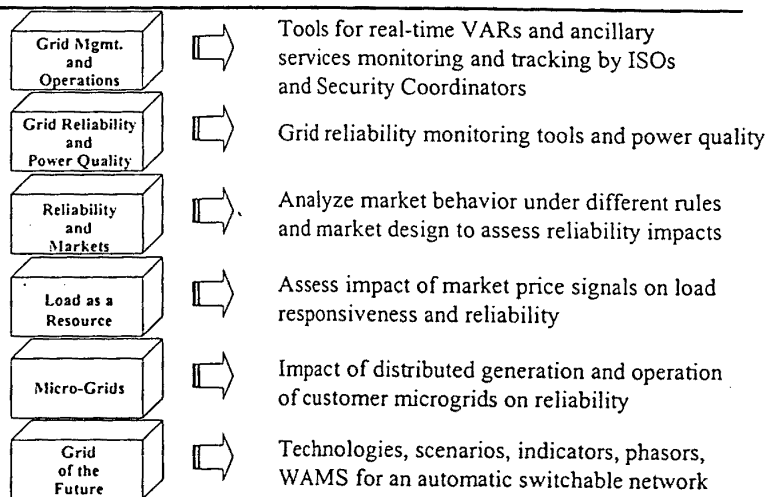 Grid Mgmt.
and
Operations
Tools for real-time VARs and ancillary
services monitoring and tracking by ISOs
and Security Coordinators
Grid Reliability
and
Power Quality
Grid reliability monitoring tools and power quality
Reliability
and
Markets
Analyze market behavior under different rules
and market design to assess reliability impacts
Load as a
Resource
Assess impact of market price signals on load
responsiveness and reliability
Micro-Grids
Impact of distributed generation and operation
of customer microgrids on reliability
Grid
of the
Future
Technologies, scenarios, indicators, phasors,
WAMS for an automatic switchable network